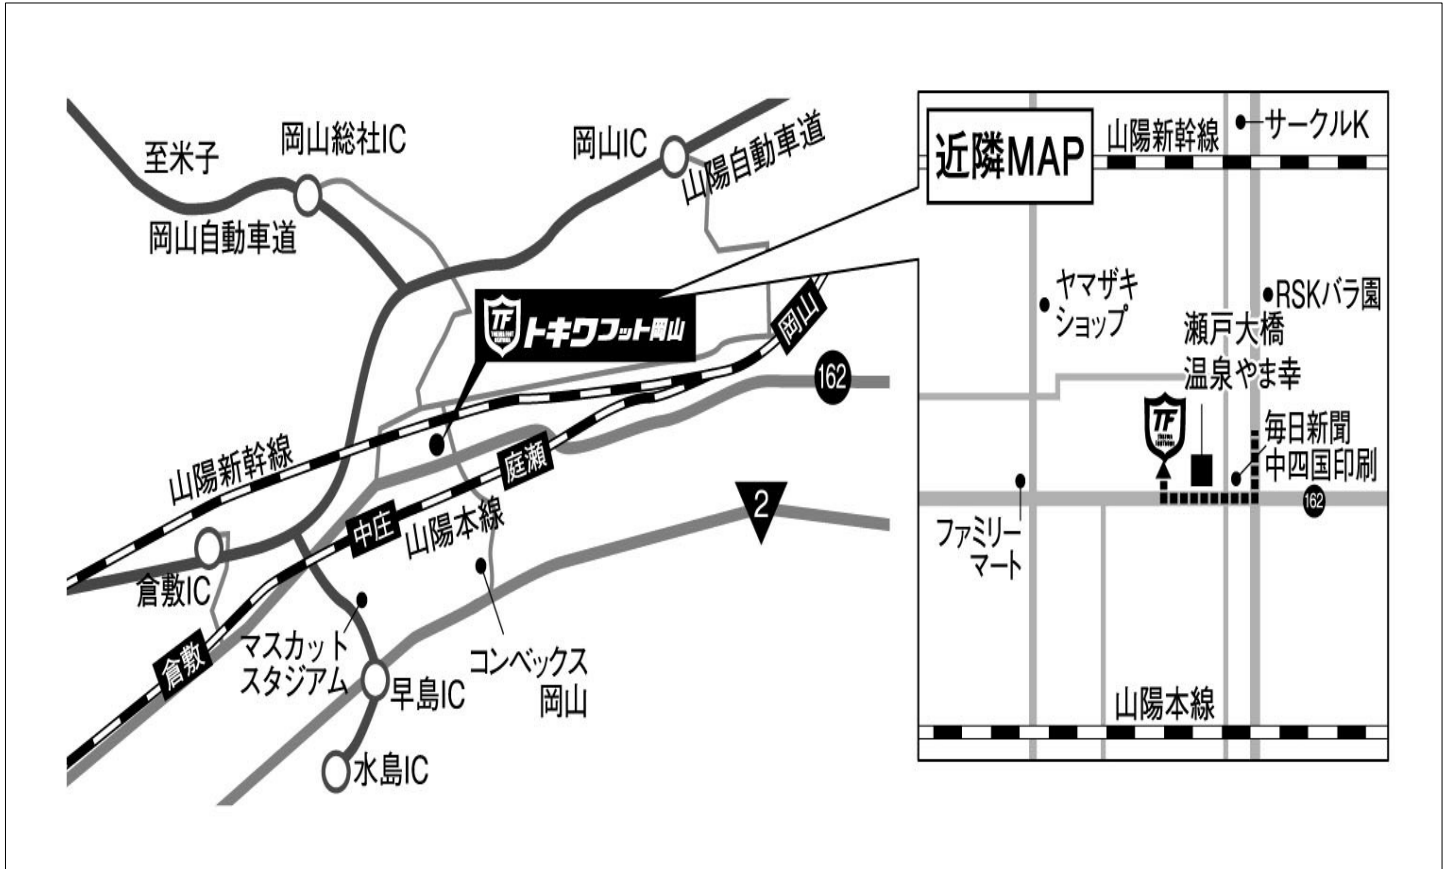 至米子
岡山総社IC
岡山自動車道
岡山IC
山陽自動車道
TF
トキワフット岡山
岡山
162
山陽新幹線
庭瀬
中庄
山陽本線
2
倉敷IC
倉敷
マスカット
スタジアム
早島IC
水島IC
コンベックス
岡山
近隣MAP
山陽新幹線
サークルK
ヤマザキ
ショップ
RSKバラ園
瀬戸大橋
温泉やま幸
TF
毎日新聞
中四国印刷
162
ファミリー
マート
山陽本線